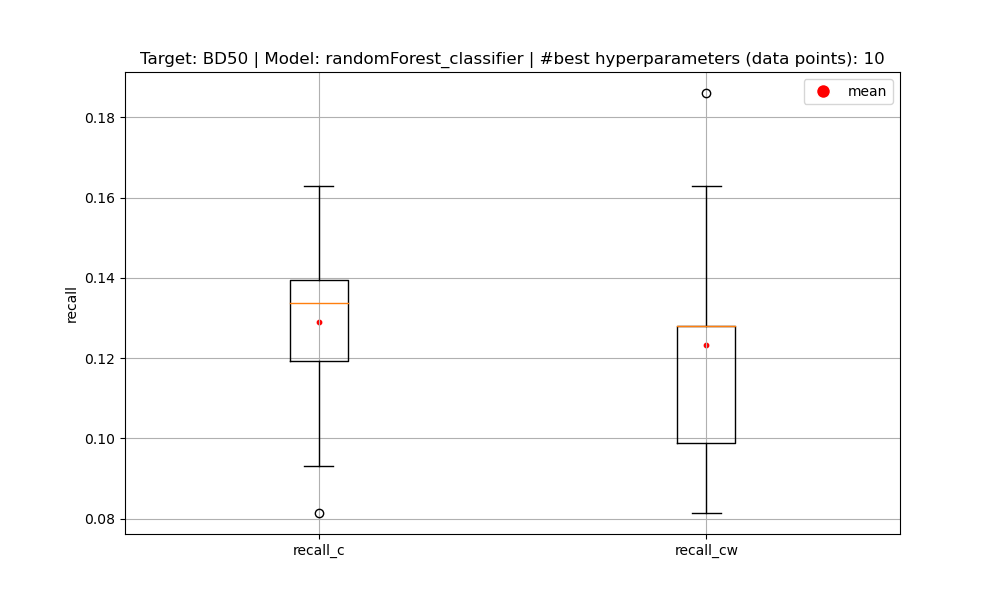 Target: BD50 | Model: randomForest_classifier | #best hyperparameters (data points): 10
mean
0.18
0.16
0.14
0.12
0.10
0.08
recall
recall_c
recall_cw